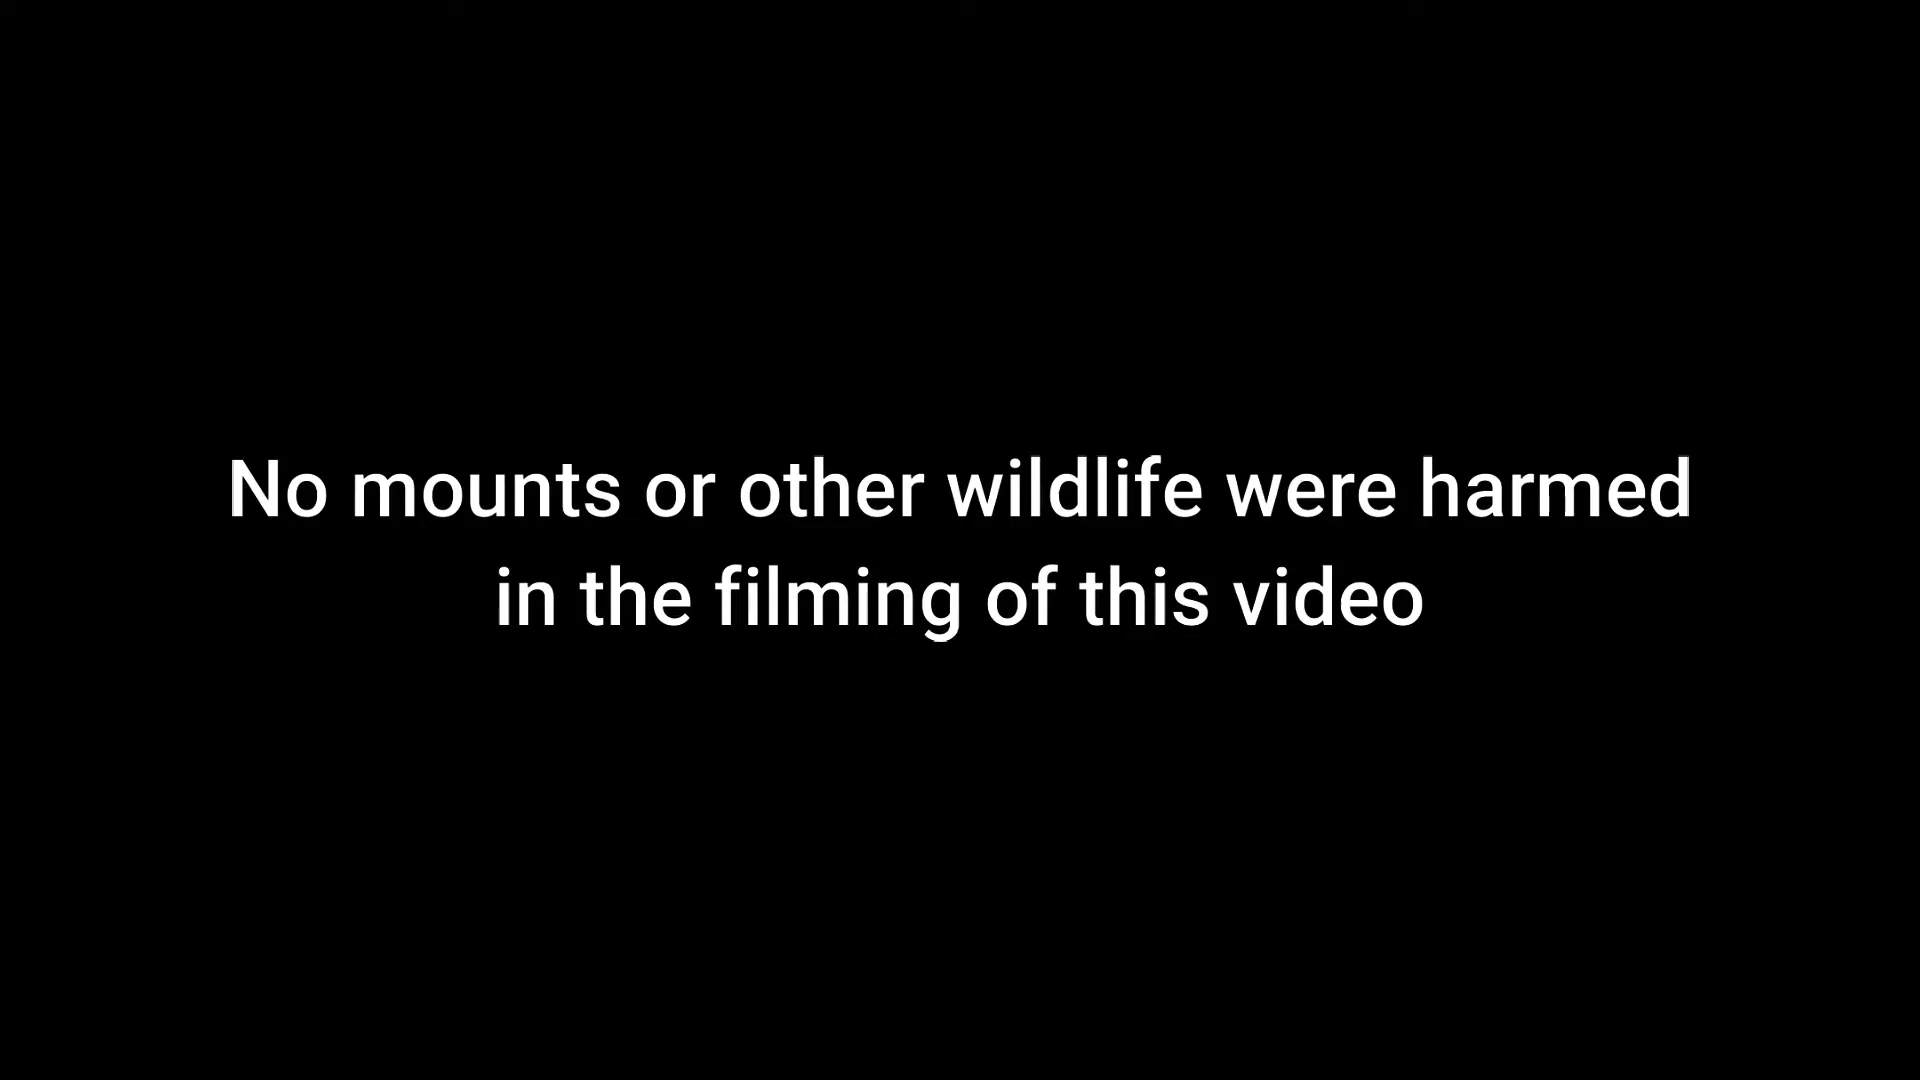 No mounts or other wildlife were harmed
in the filming of this video